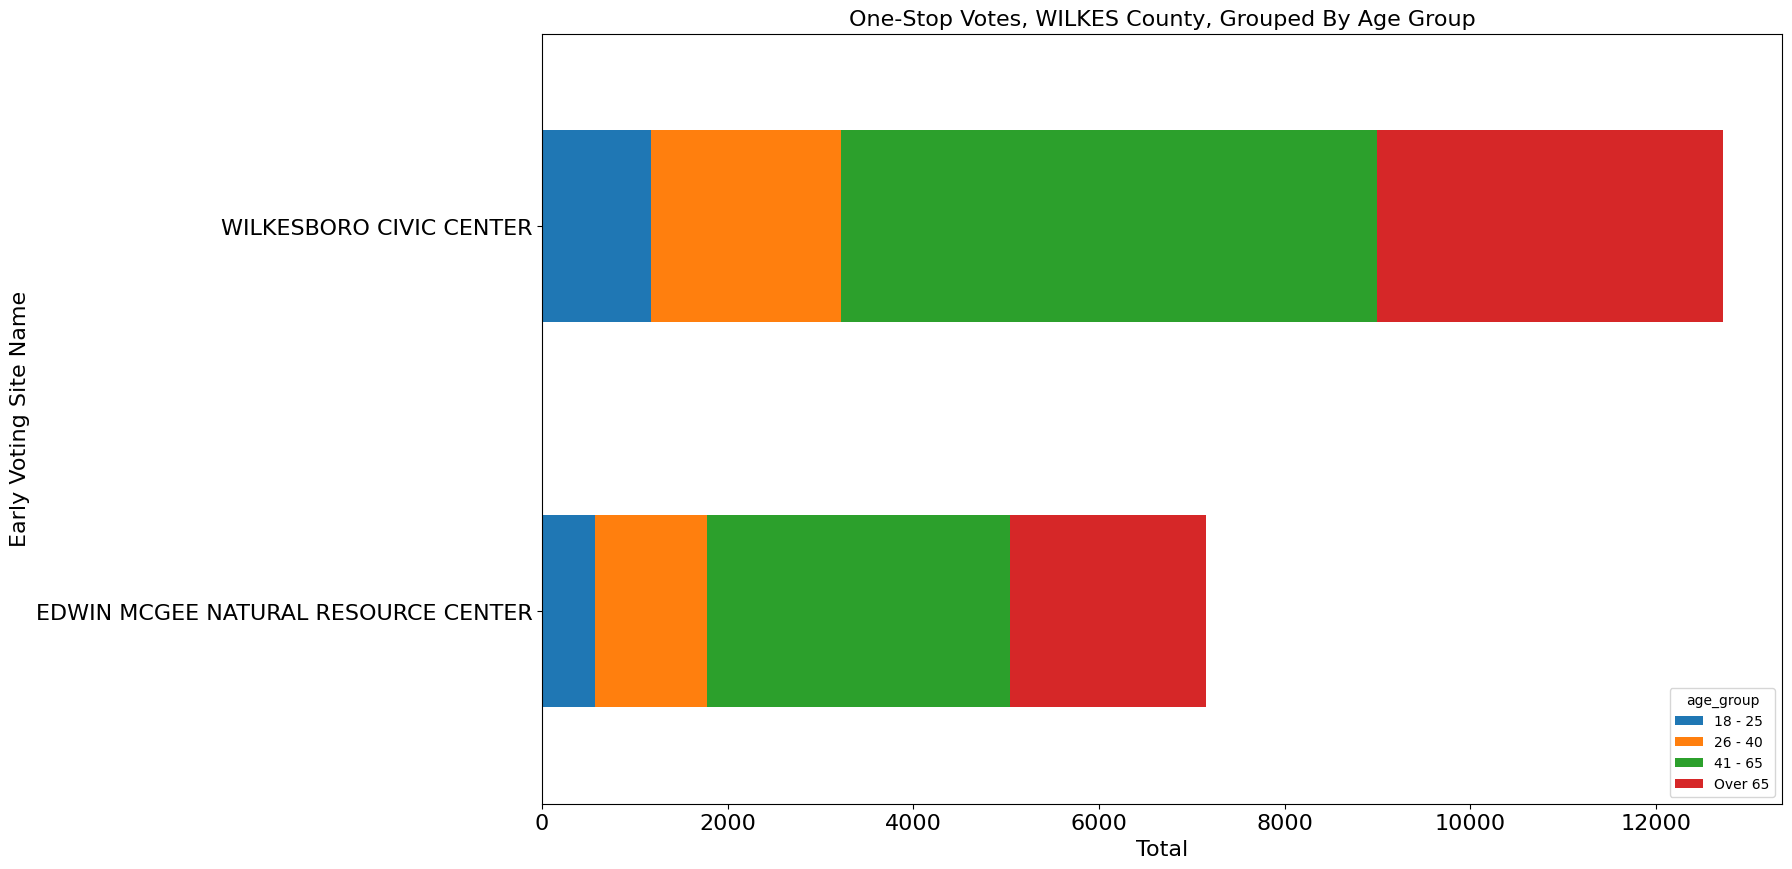 One-Stop Votes, WILKES County, Grouped By Age Group
Early Voting Site Name
WILKESBORO CIVIC CENTER
EDWIN MCGEE NATURAL RESOURCE CENTER
age_group
18 - 25
26 - 40
41 - 65
Over 65
0 2000 4000 6000 8000 10000 12000
Total